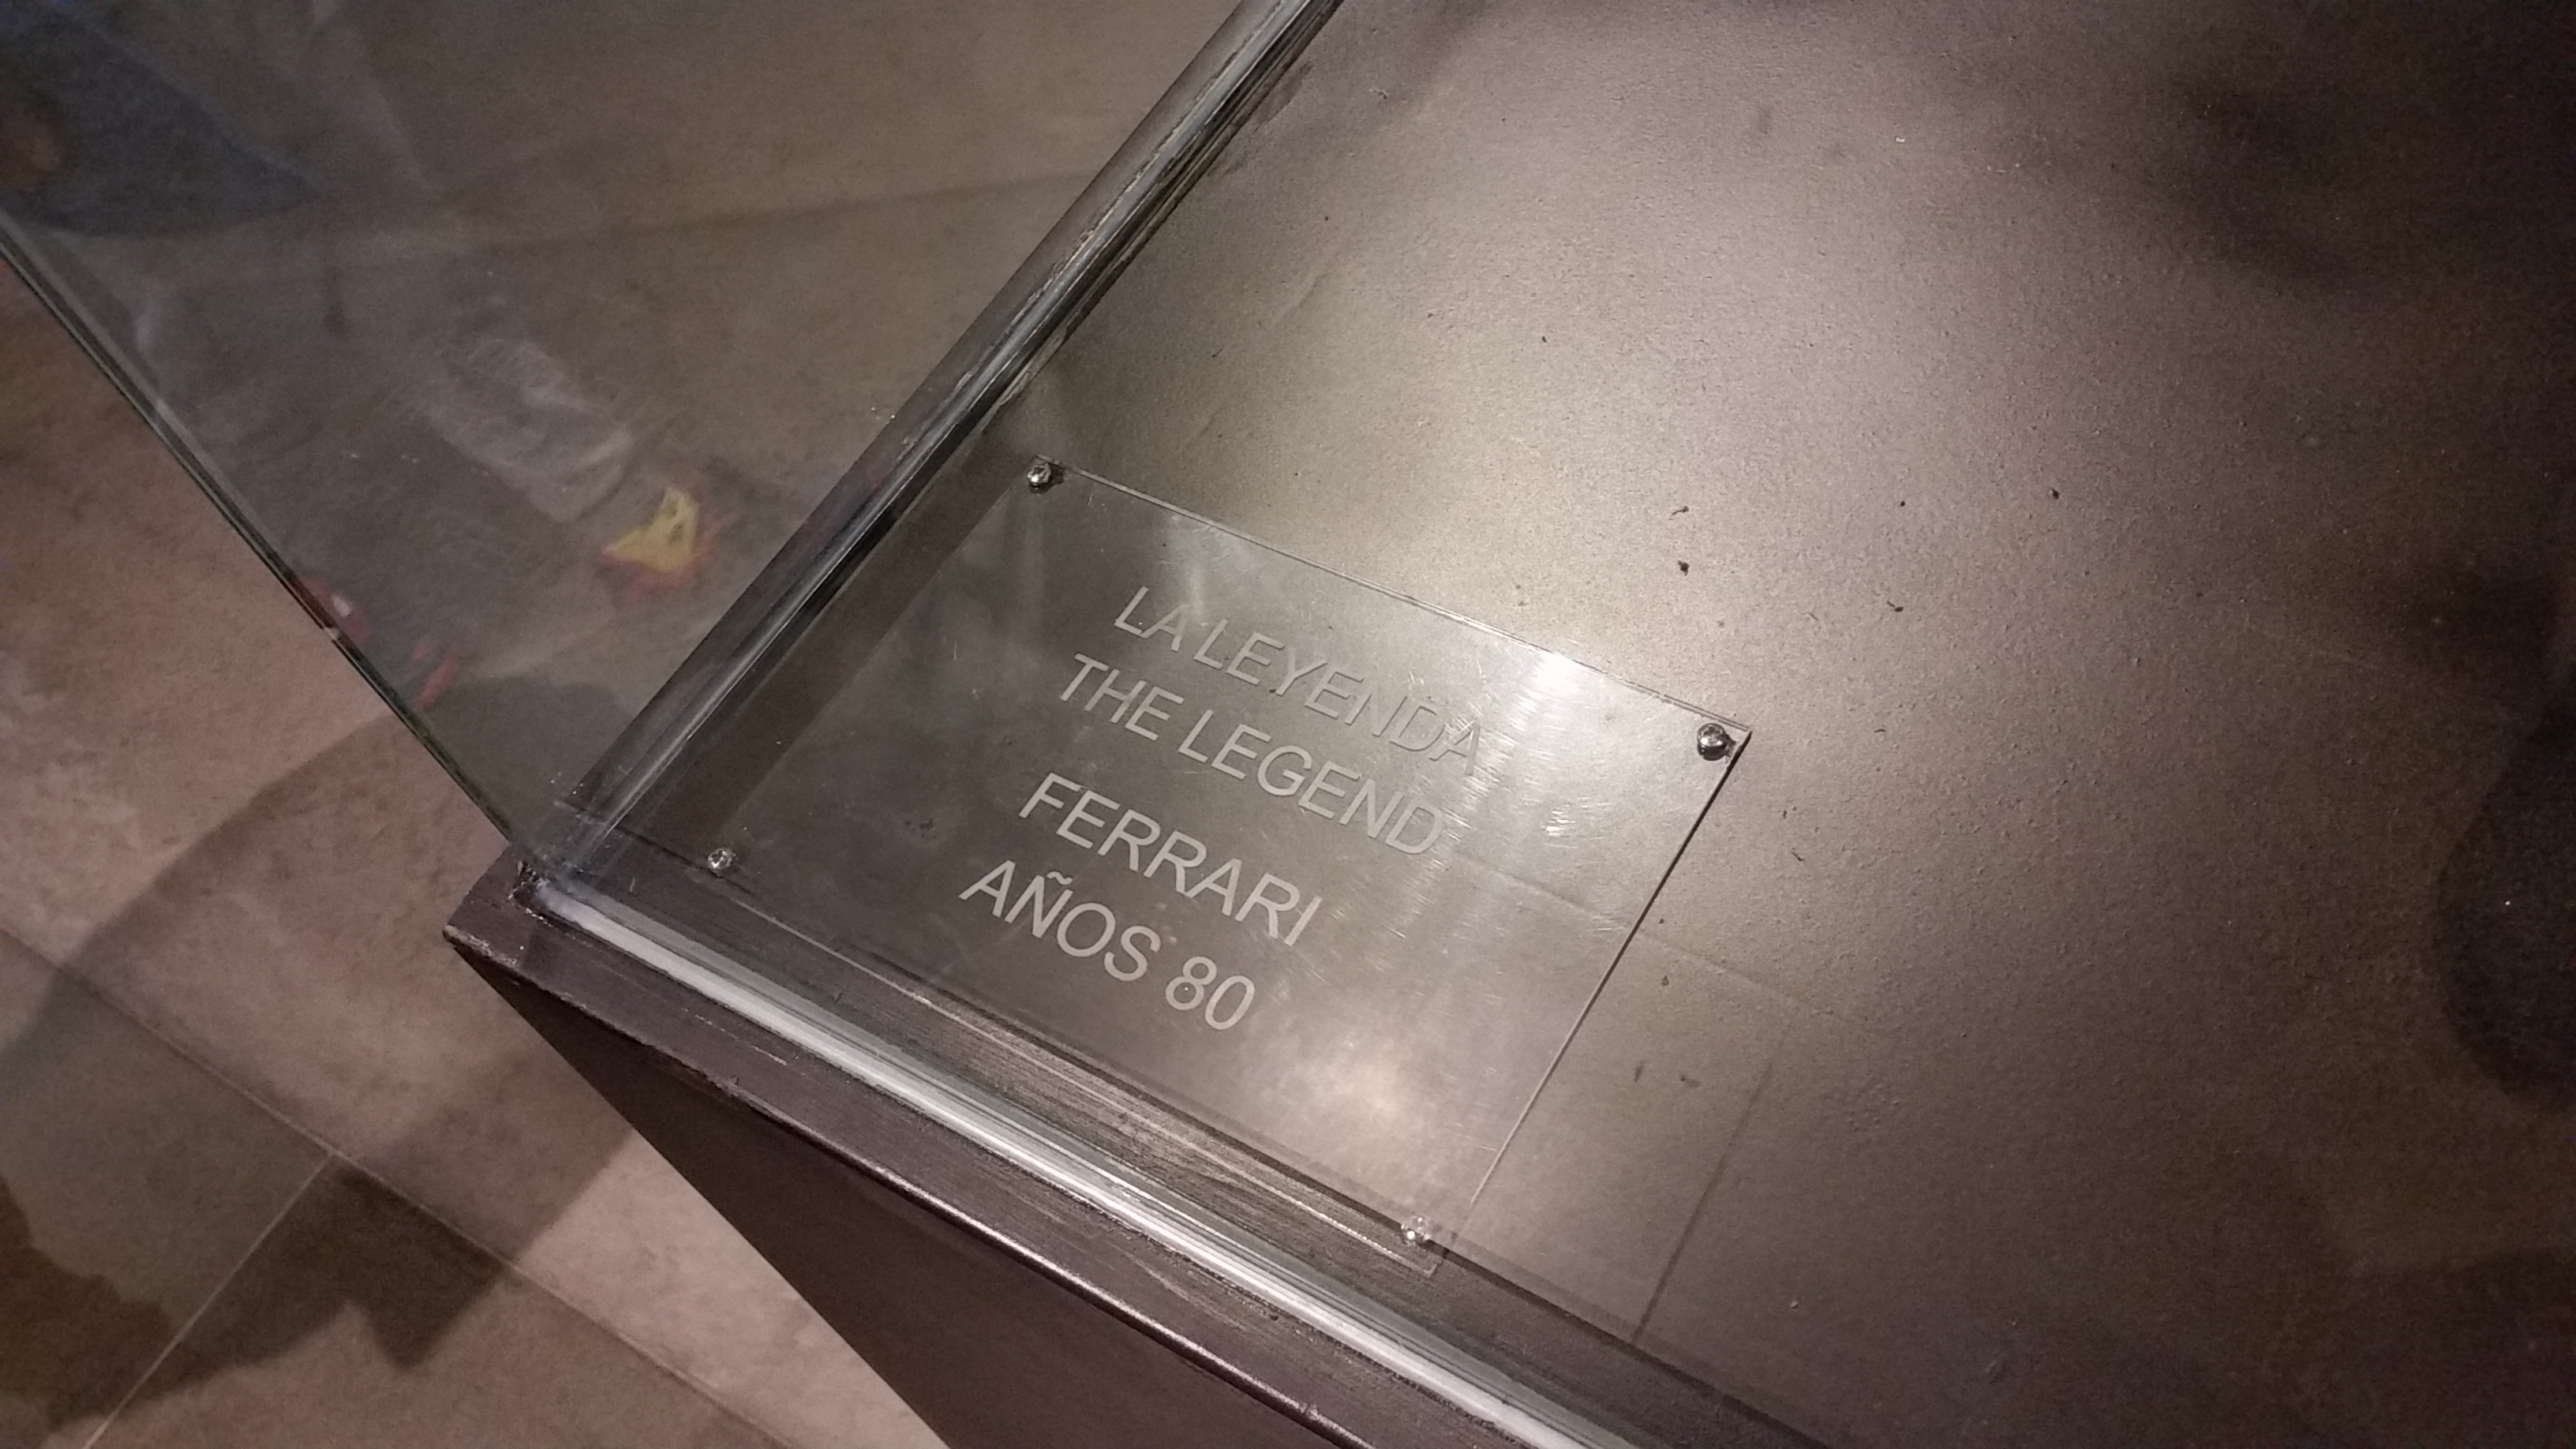 LA LEYENDA
THE LEGEND
FERRARI
AÑOS 80